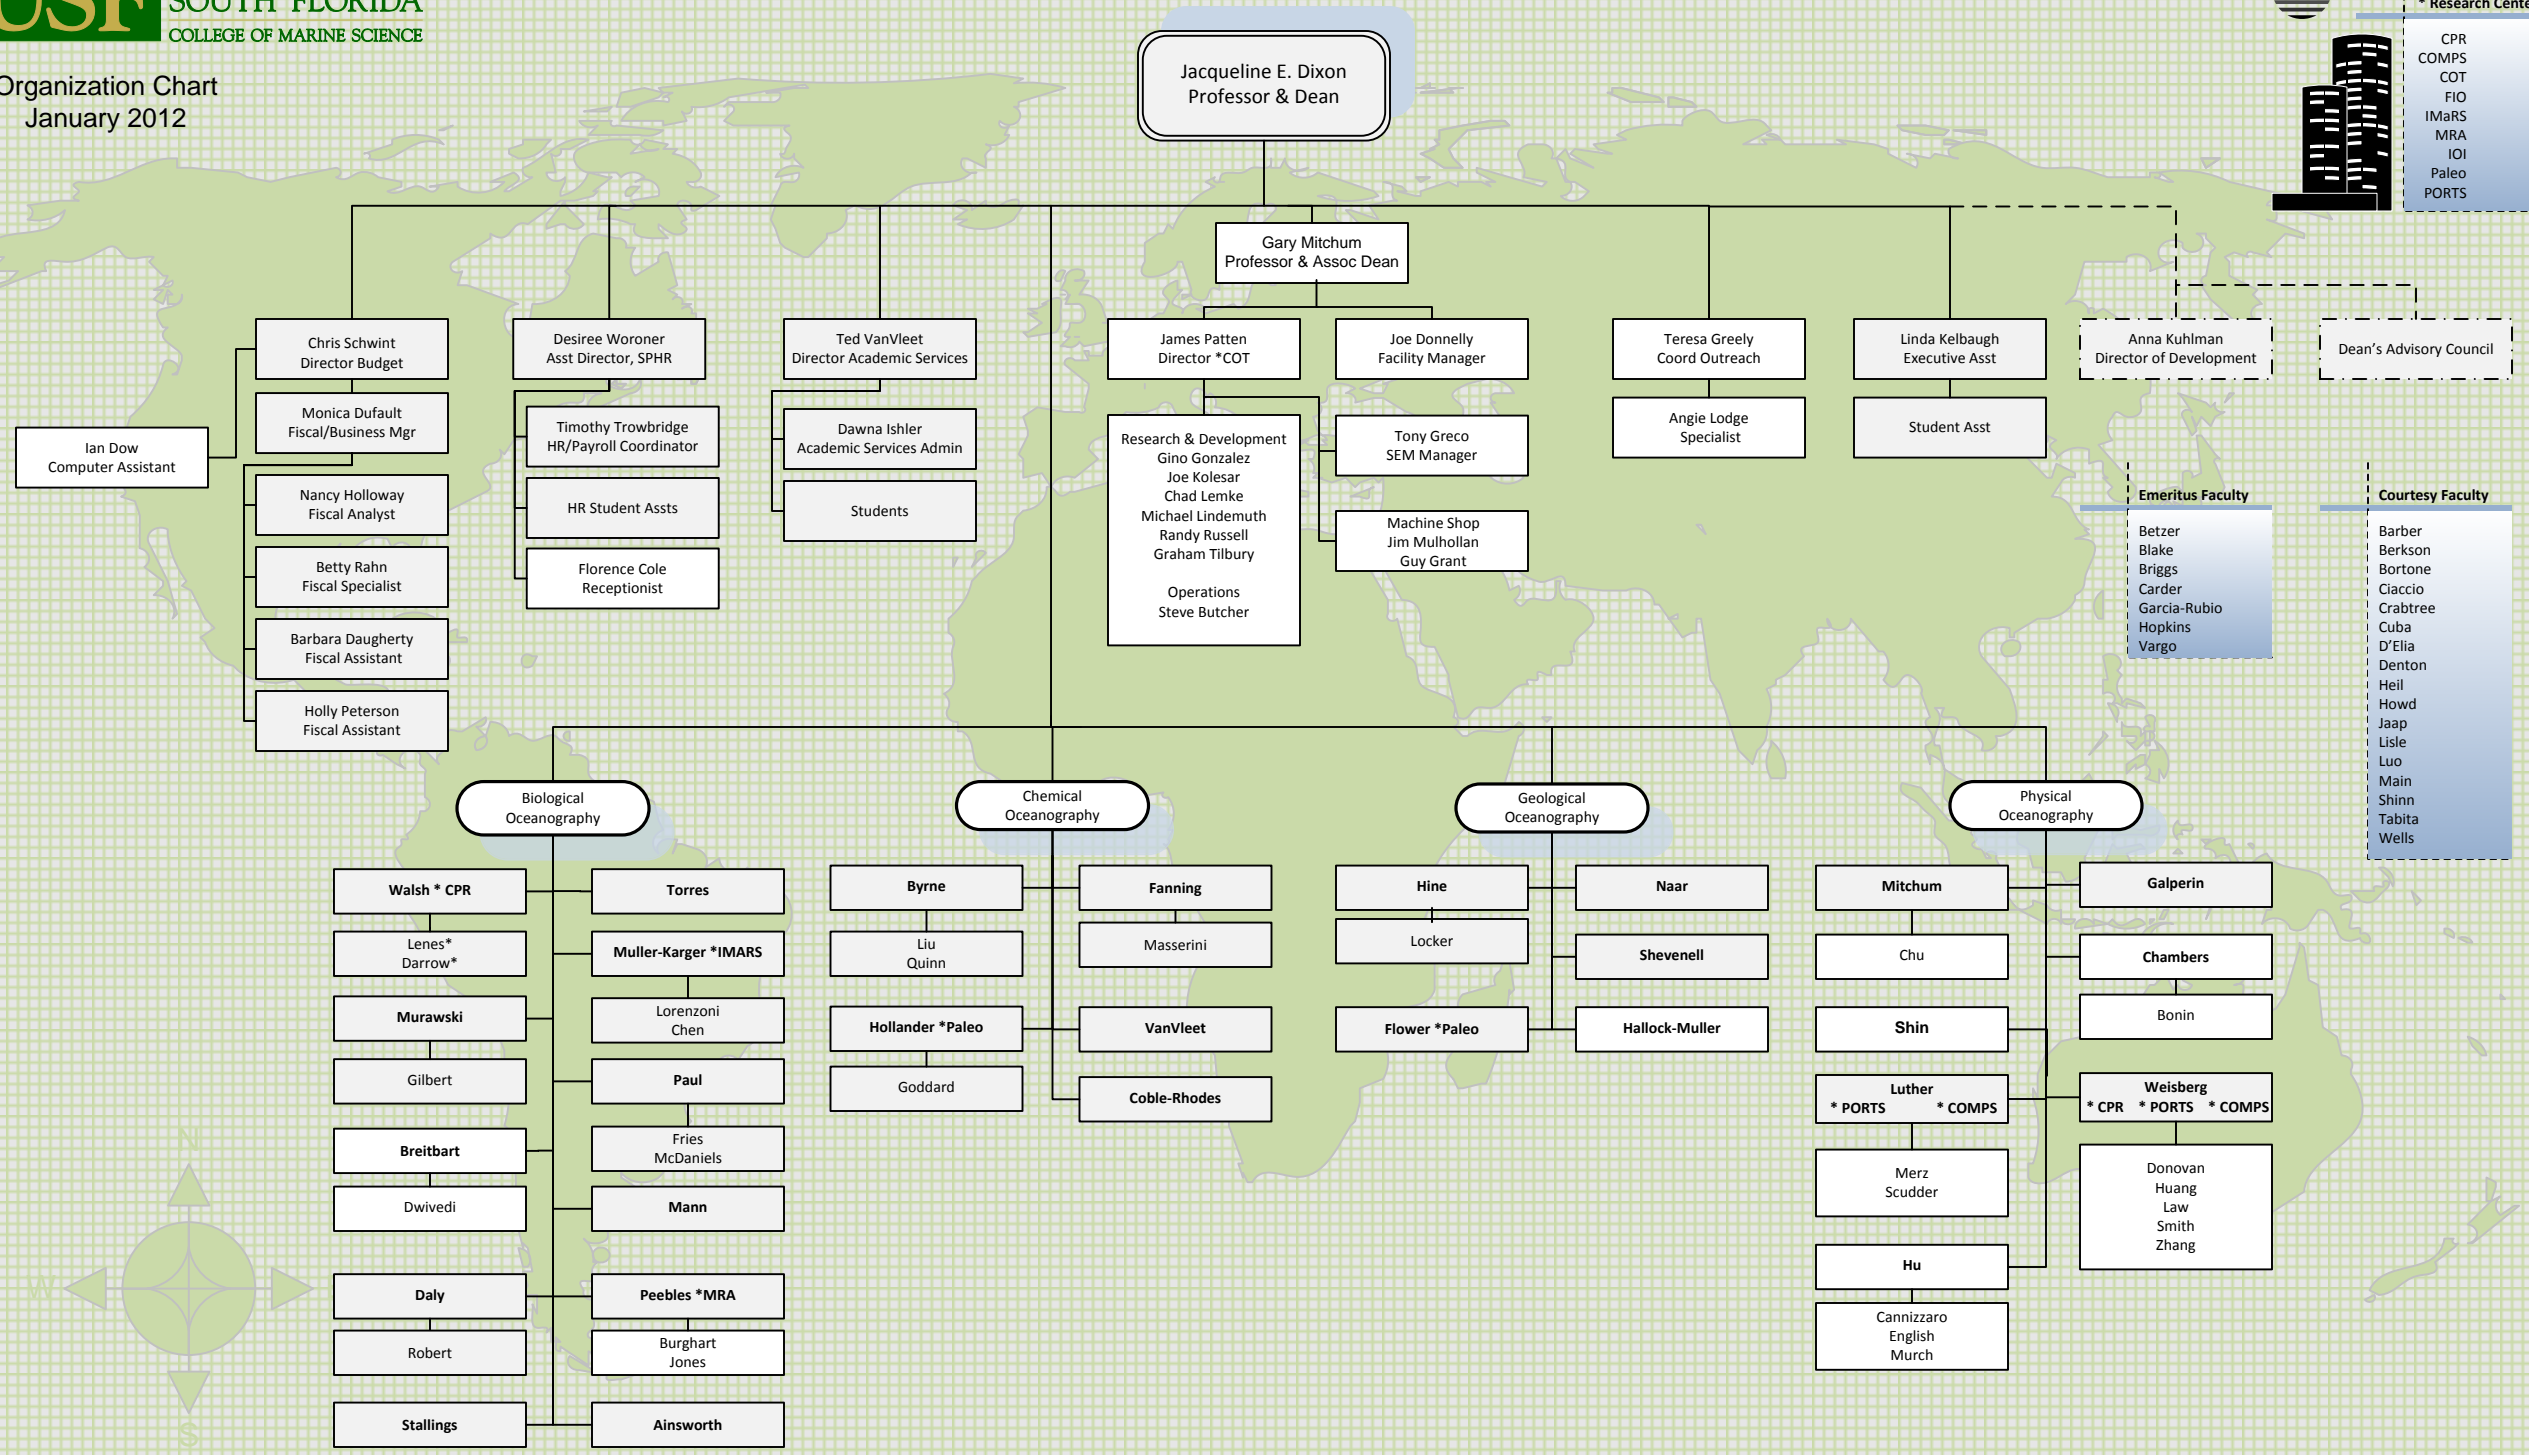 USF
SOUTH FLORIDA
COLLEGE OF MARINE SCIENCE
Organization Chart
January 2012
* Research Cente
CPR
COMPS
COT
FIO
IMaRS
MRA
IOI
Paleo
PORTS
Jacqueline E. Dixon
Professor & Dean
Gary Mitchum
Professor & Assoc Dean
Chris Schwint
Director Budget
Monica Dufault
Fiscal/Business Mgr
Ian Dow
Computer Assistant
Nancy Holloway
Fiscal Analyst
Betty Rahn
Fiscal Specialist
Barbara Daugherty
Fiscal Assistant
Holly Peterson
Fiscal Assistant
Desiree Woroner
Asst Director, SPHR
Timothy Trowbridge
HR/Payroll Coordinator
HR Student Assts
Florence Cole
Receptionist
Ted VanVleet
Director Academic Services
Dawna Ishler
Academic Services Admin
Students
James Patten
Director *COT
Research & Development
Gino Gonzalez
Joe Kolesar
Chad Lemke
Michael Lindemuth
Randy Russell
Graham Tilbury
Operations
Steve Butcher
Joe Donnelly
Facility Manager
Tony Greco
SEM Manager
Machine Shop
Jim Mulhollan
Guy Grant
Teresa Greely
Coord Outreach
Angie Lodge
Specialist
Linda Kelbaugh
Executive Asst
Student Asst
Anna Kuhlman
Director of Development
Dean’s Advisory Council
Emeritus Faculty
Betzer
Blake
Briggs
Carder
Garcia-Rubio
Hopkins
Vargo
Courtesy Faculty
Barber
Berkson
Bortone
Ciaccio
Crabtree
Cuba
D’Elia
Denton
Heil
Howd
Jaap
Lisle
Luo
Main
Shinn
Tabita
Wells
Biological
Oceanography
Walsh * CPR
Lenes*
Darrow*
Murawski
Gilbert
Breitbart
Dwivedi
Daly
Robert
Stallings
Torres
Muller-Karger *IMARS
Lorenzoni
Chen
Paul
Fries
McDaniels
Mann
Peebles *MRA
Burghart
Jones
Ainsworth
Chemical
Oceanography
Byrne
Liu
Quinn
Hollander *Paleo
Goddard
Fanning
Masserini
VanVleet
Coble-Rhodes
Geological
Oceanography
Hine
Locker
Flower *Paleo
Naar
Shevenell
Hallock-Muller
Physical
Oceanography
Mitchum
Chu
Shin
Luther
* PORTS * COMPS
Merz
Scudder
Hu
Cannizzaro
English
Murch
Galperin
Chambers
Bonin
Weisberg
* CPR * PORTS * COMPS
Donovan
Huang
Law
Smith
Zhang
N
W
S